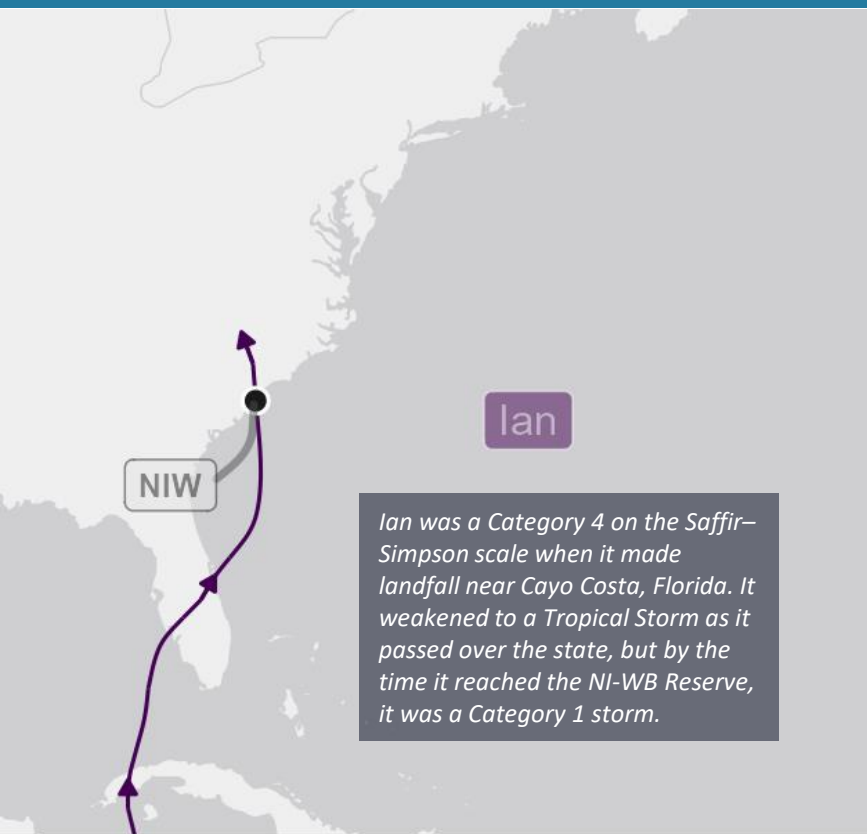 Ian
NIW
Ian was a Category 4 on the Saffir–
Simpson scale when it made
landfall near Cayo Costa, Florida. It
weakened to a Tropical Storm as it
passed over the state, but by the
time it reached the NI-WB Reserve,
it was a Category 1 storm.